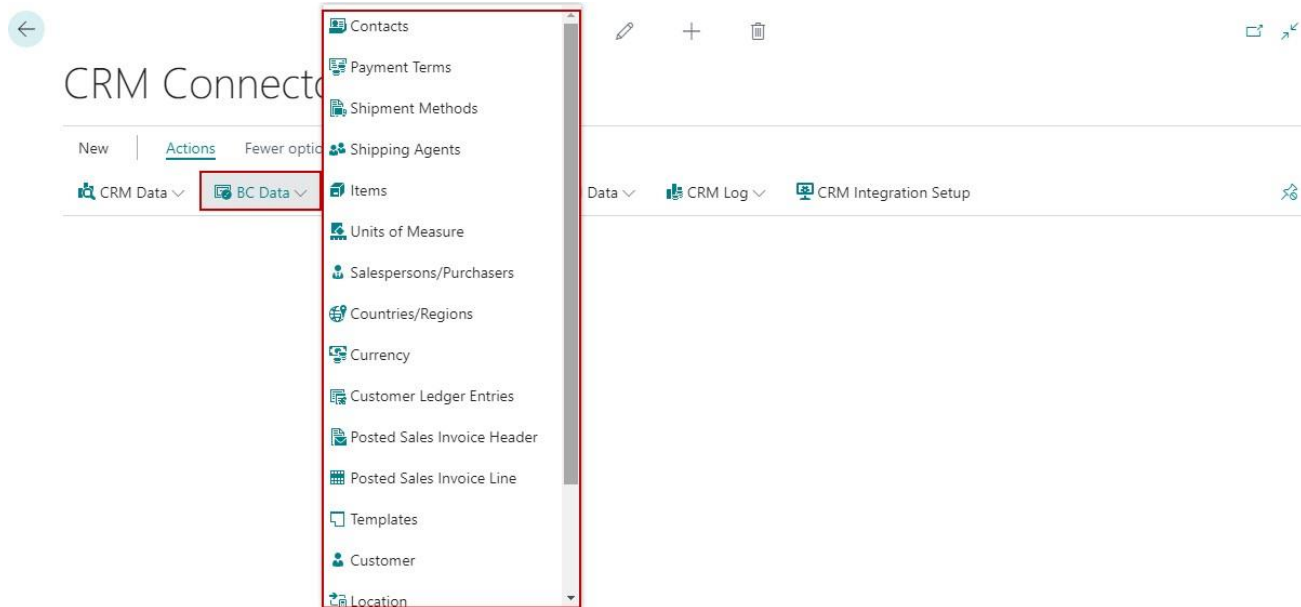 CRM Connecto
New
Actions
Fewer optio
CRM Data
BC Data
Data
CRM Log
CRM Integration Setup
Contacts
Payment Terms
Shipment Methods
Shipping Agents
Items
Units of Measure
Salespersons/Purchasers
Countries/Regions
Currency
Customer Ledger Entries
Posted Sales Invoice Header
Posted Sales Invoice Line
Templates
Customer
Location